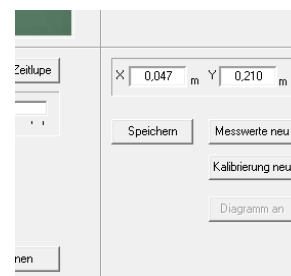 Zeitlupe
X 0,047 m Y 0,210 m
Speichern Messwerte neu
Kalibrierung neu
Diagramm an
nen